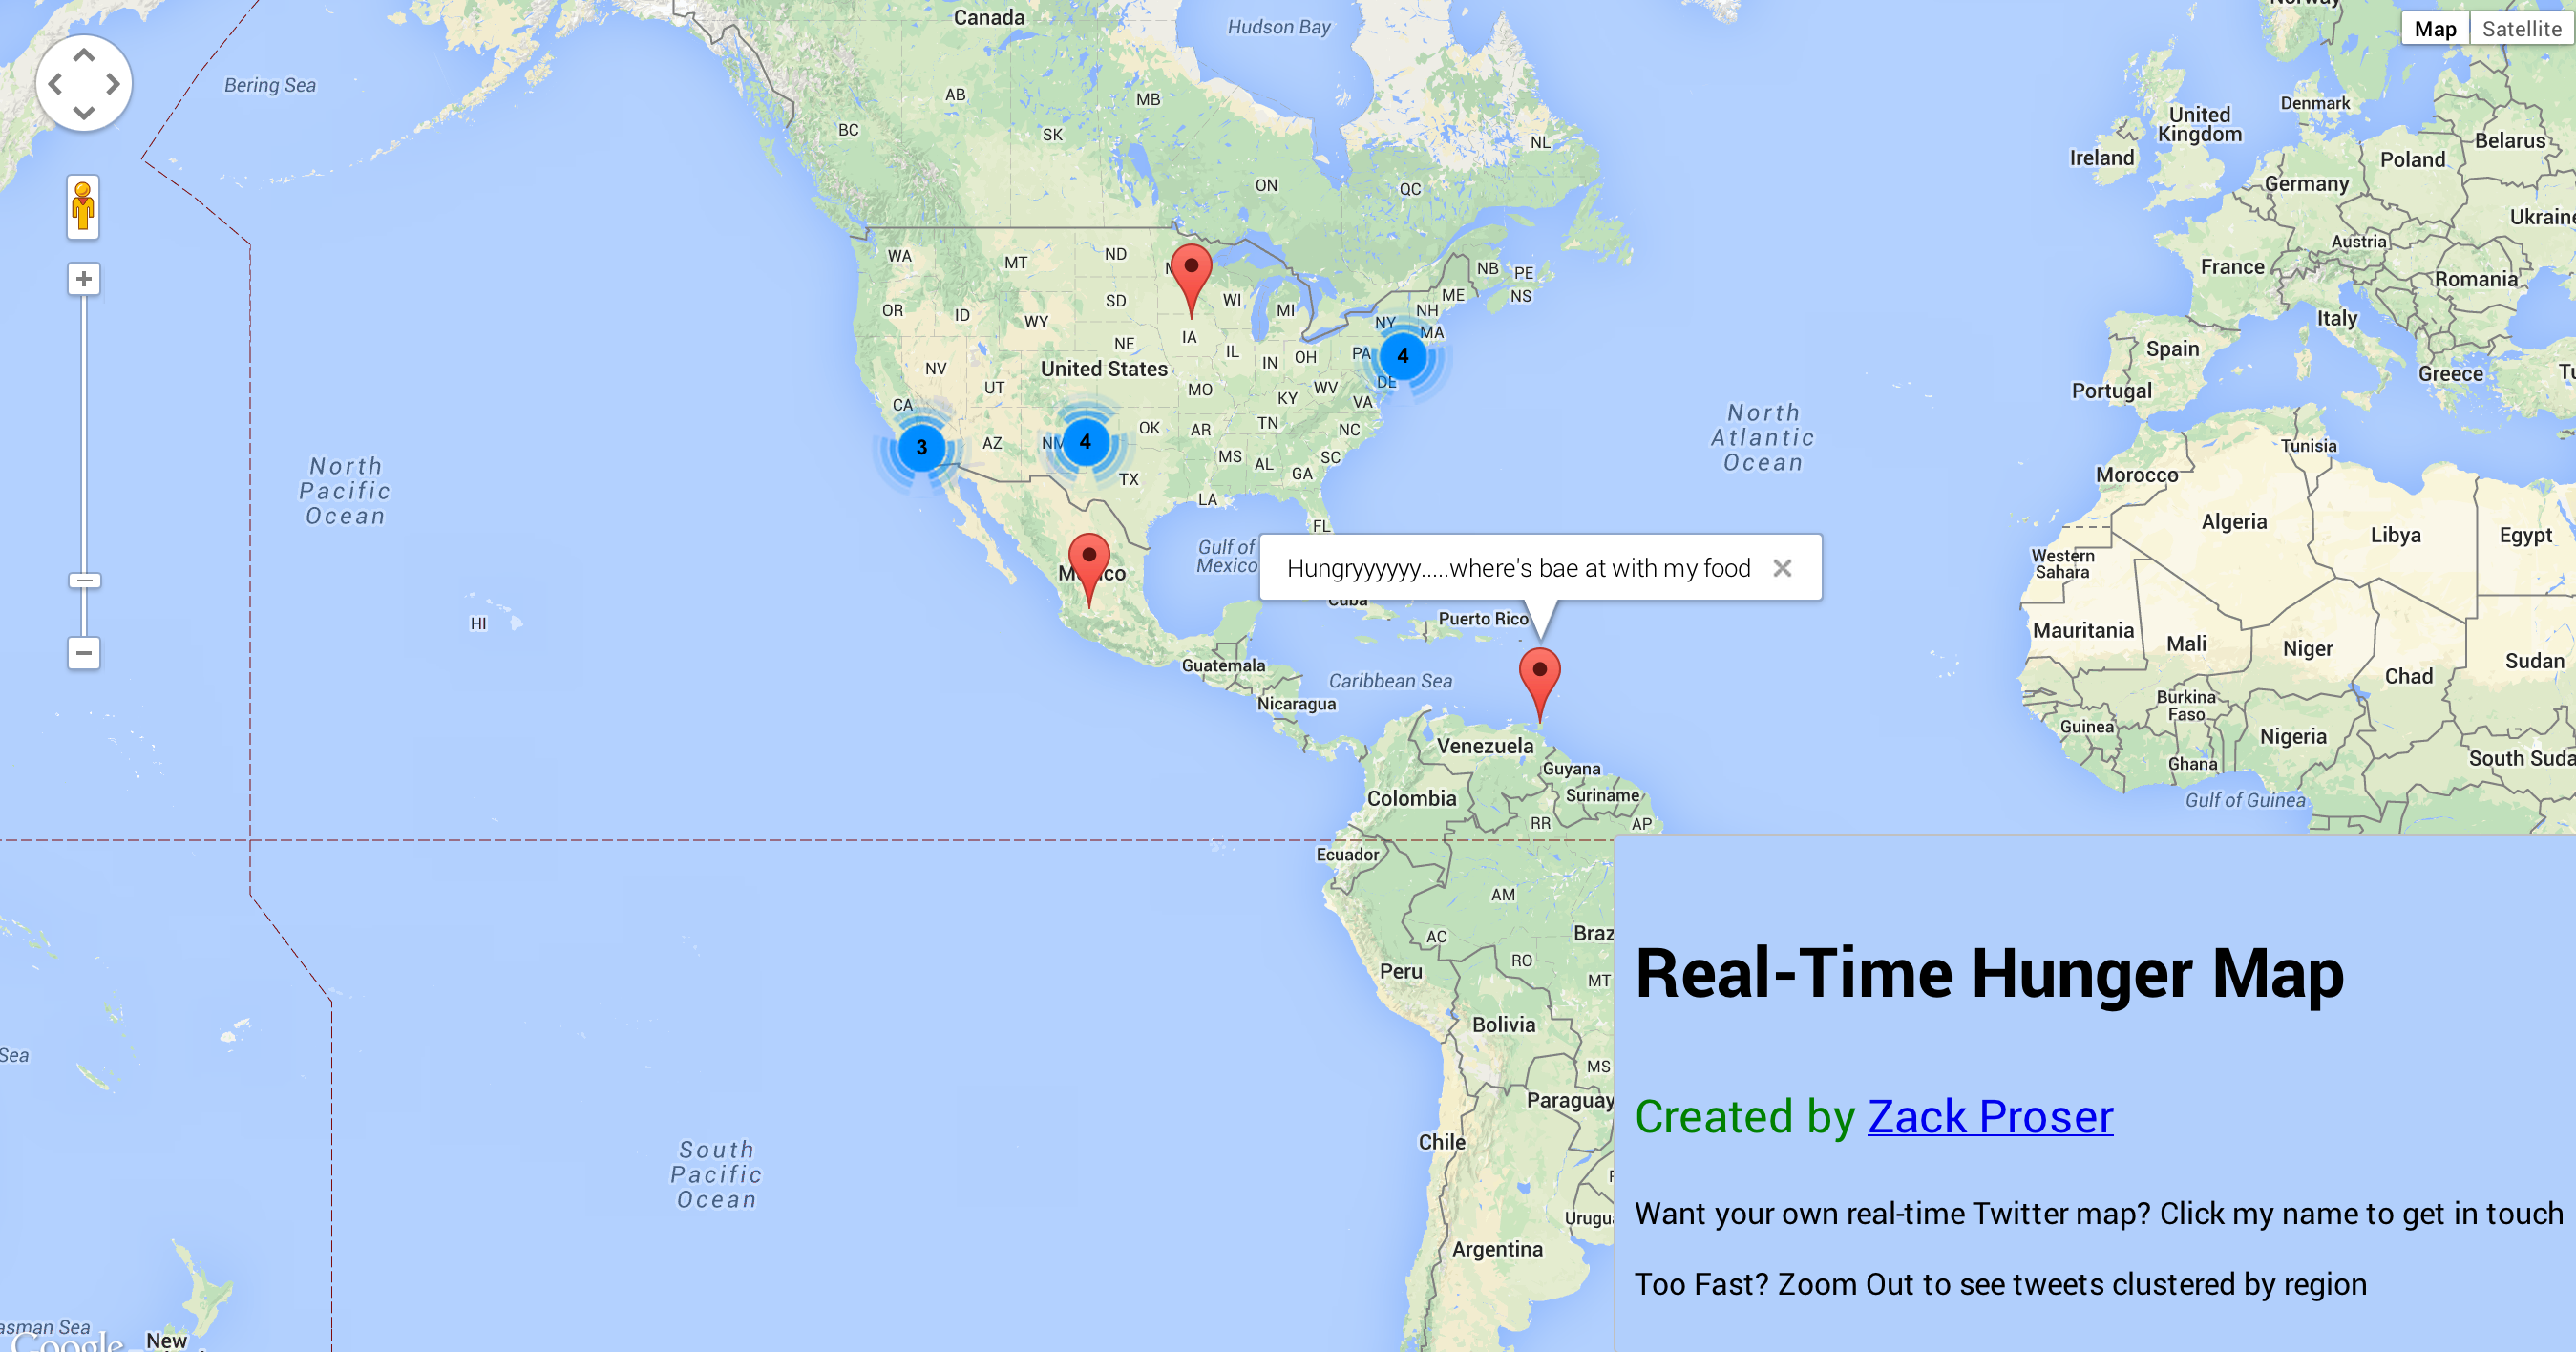 Canada
Hudson Bay
Norway
Map
Satellite
Bering Sea
AB
MB
BC
SK
NL
ON
QC
Denmark
United
Kingdom
Ireland
Belarus
Poland
Germany
Ukraine
Austria
France
Romania
Italy
Spain
Portugal
Greece
WA
MT
ND
NB
PE
NS
ME
OR
ID
SD
WY
WI
MI
NH
NY
MA
IA
NE
United States
NV
UT
IL
IN
OH
PA
4
DE
MO
WV
KY
VA
CA
3
AZ
NM
4
OK
AR
TN
NC
TX
MS
AL
GA
SC
LA
FL
North
Pacific
Ocean
North
Atlantic
Ocean
Tunisia
Morocco
Algeria
Libya
Egypt
Western
Sahara
Gulf of
Mexico
Hungryyyyyy.....where's bae at with my food
Mexico
Cuba
Puerto Rico
HI
Guatemala
Caribbean Sea
Nicaragua
Mauritania
Mali
Niger
Chad
Sudan
Burkina
Faso
Guinea
Nigeria
Ghana
South Suda
Gulf of Guinea
Venezuela
Guyana
Suriname
Colombia
RR
AP
Ecuador
AM
AC
Braz
RO
MT
Peru
Bolivia
MS
Paraguay
Chile
Urugu
Argentina
South
Pacific
Ocean
Sea
asman Sea
New
Google
Real-Time Hunger Map
Created by Zack Proser
Want your own real-time Twitter map? Click my name to get in touch
Too Fast? Zoom Out to see tweets clustered by region